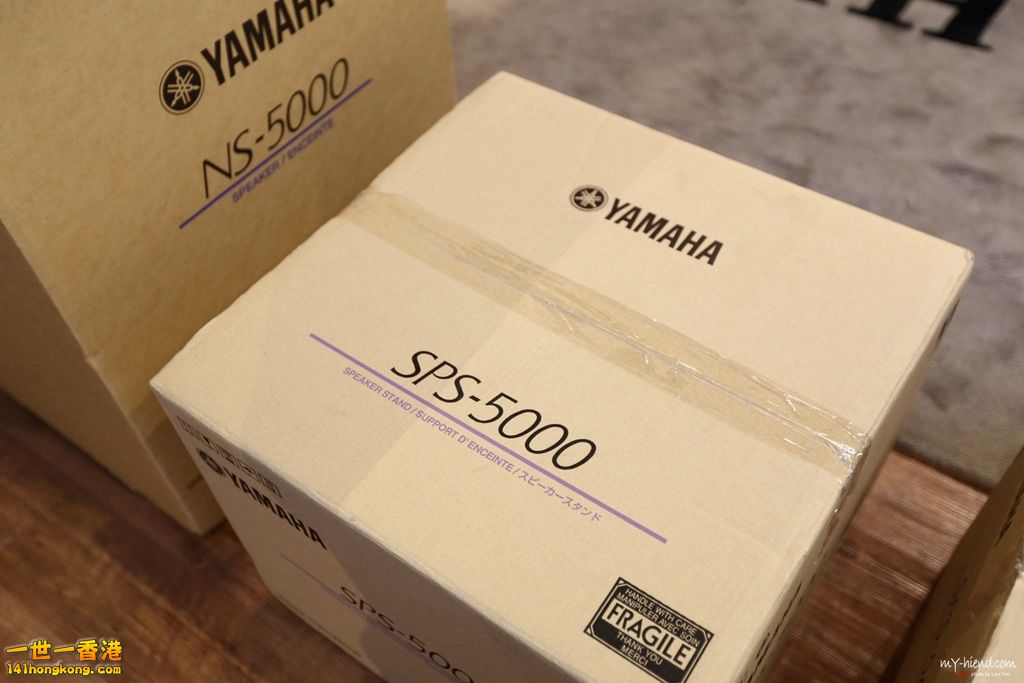 YAMAHA
NS-5000
SPEAKER / ENCEINTE
YAMAHA
SPS-5000
SPEAKER STAND / SUPPORT D'ENCEINTE / スピーカースタンド
YAMAHA
SPS-5000
HANDLE WITH CARE
MANIPULER AVEC SOIN
FRAGILE
THANK YOU
MERCI
一世一香港
141hongkong.com
my-hiend.com